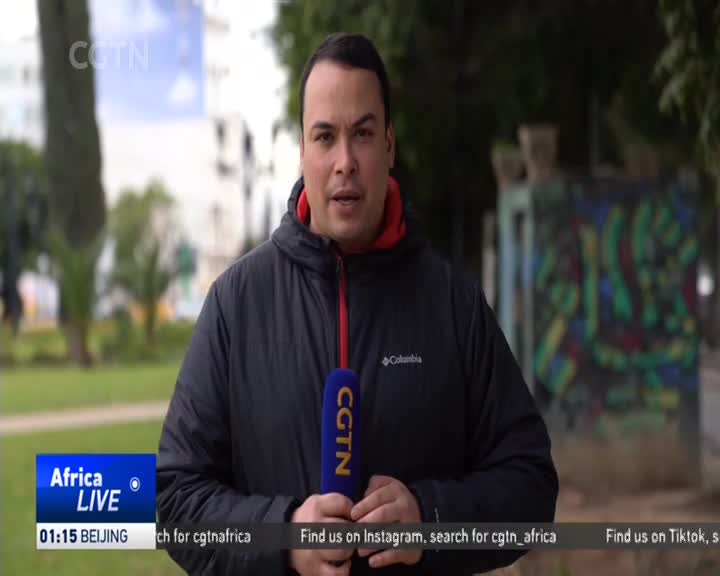 CGTN
Columbia
CGTN
Africa
LIVE
01:15 BEIJING
rch for cgtnafrica Find us on Instagram, search for cgtn_africa Find us on Tiktok, s